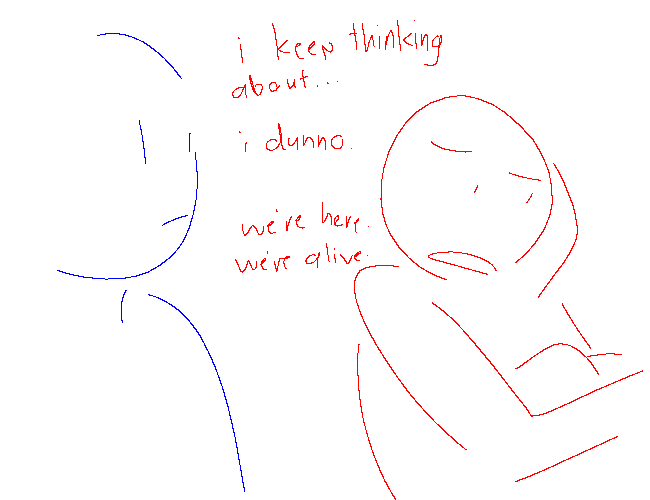 i keep thinking
about...
i dunno.
we're here.
we're alive.